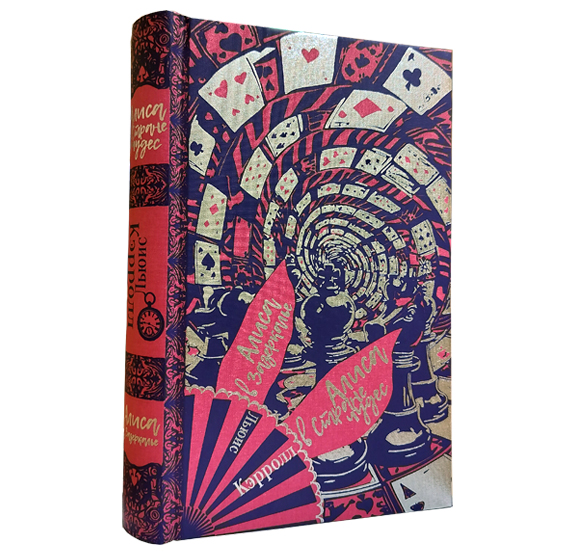 Алиса
в Стране
чудес
Льюис
Кэрролл
Алиса
в Зазеркалье
Алиса
в Зазеркалье
Алиса
в Стране
чудес
Льюис
Кэрролл